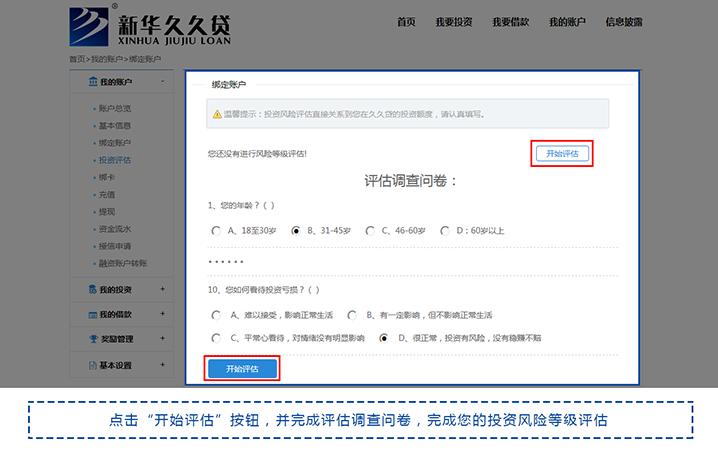 新华久久贷®
XINHUA JIUJIU LOAN
首页 我要投资 我要借款 我的账户 信息披露
首页>我的账户>绑定账户
我的账户 -
账户总览
基本信息
绑定账户
投资评估
绑卡
充值
提现
资金流水
授信申请
融资账户转账
我的投资 +
我的借款 +
奖励管理 +
基本设置 +
绑定账户
温馨提示：投资风险评估直接关系到您在久久贷的投资额度，请认真填写。
您还没有进行风险等级评估!
开始评估
评估调查问卷：
1、您的年龄？( )
A、18至30岁 B、31-45岁 C、46-60岁 D；60岁以上
••••••
10、您如何看待投资亏损？( )
A、难以接受，影响正常生活 B、有一定影响，但不影响正常生活
C、平常心看待，对情绪没有明显影响 D、很正常，投资有风险，没有稳赚不赔
开始评估
点击“开始评估”按钮，并完成评估调查问卷，完成您的投资风险等级评估